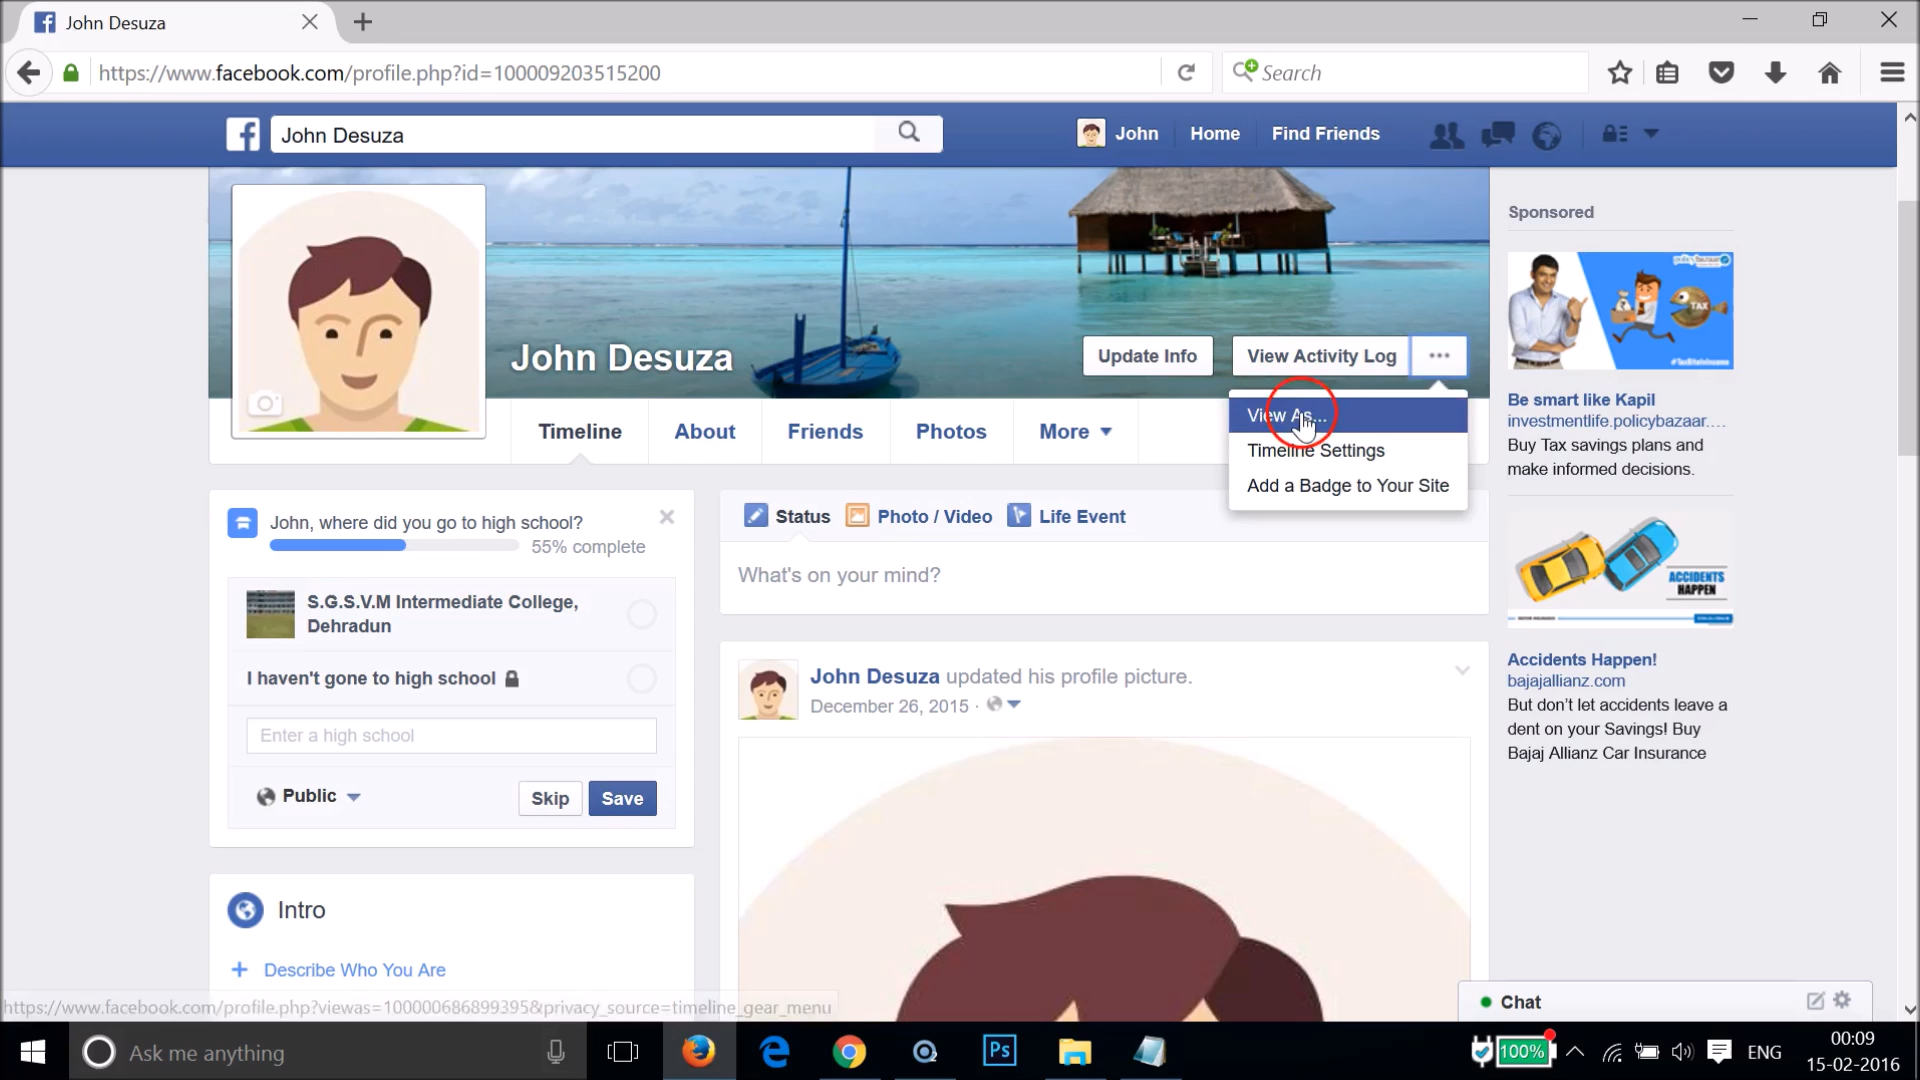 John Desuza
https://www.facebook.com/profile.php?id=100009203515200
Search
John Desuza
John
Home
Find Friends
John Desuza
Update Info
View Activity Log
View As...
Timeline Settings
Add a Badge to Your Site
Timeline
About
Friends
Photos
More
John, where did you go to high school?
55% complete
S.G.S.V.M Intermediate College,
Dehradun
I haven't gone to high school
Enter a high school
Public
Skip
Save
Intro
Describe Who You Are
Status
Photo / Video
Life Event
What's on your mind?
John Desuza updated his profile picture.
December 26, 2015 ·
Sponsored
policybazaar
TAX
Be smart like Kapil
investmentlife.policybazaar....
Buy Tax savings plans and
make informed decisions.
ACCIDENTS
HAPPEN
Accidents Happen!
bajajallianz.com
But don't let accidents leave a
dent on your Savings! Buy
Bajaj Allianz Car Insurance
Chat
https://www.facebook.com/profile.php?viewas=100000686899395&privacy_source=timeline_gear_menu
Ask me anything
Ps
100%
ENG
00:09
15-02-2016